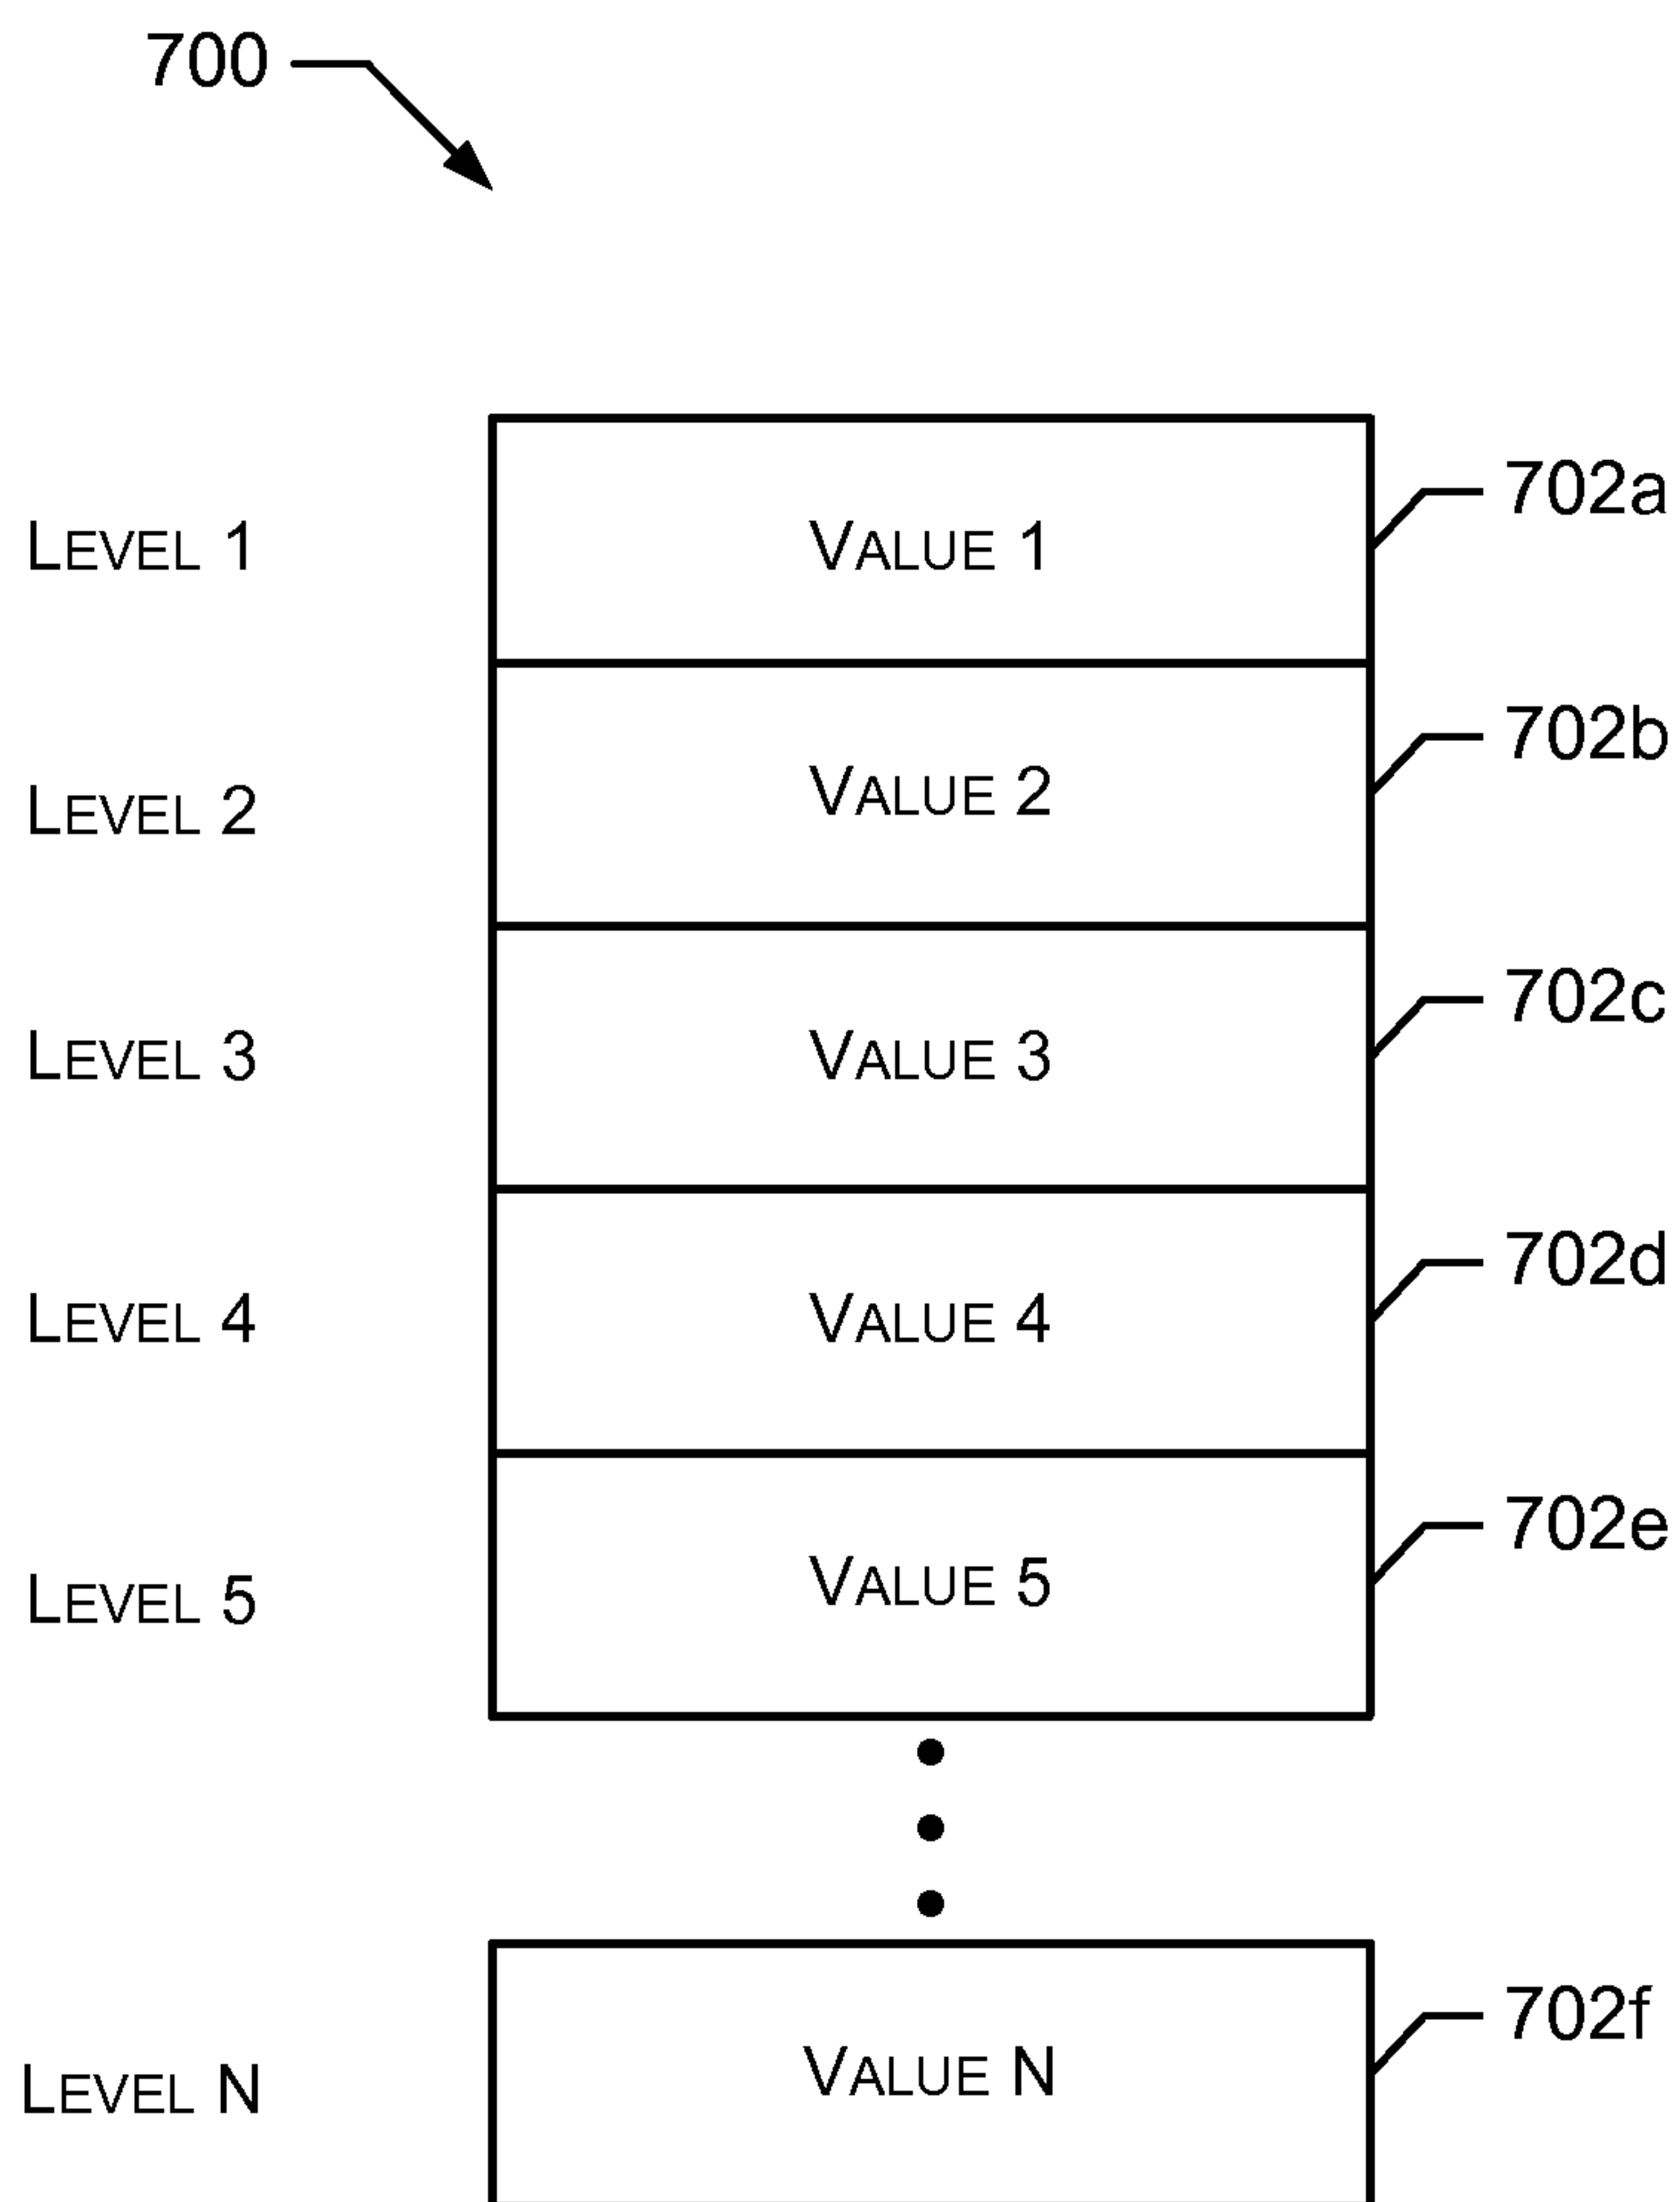 700
LEVEL 1
VALUE 1
702a
LEVEL 2
VALUE 2
702b
LEVEL 3
VALUE 3
702c
LEVEL 4
VALUE 4
702d
LEVEL 5
VALUE 5
702e
LEVEL N
VALUE N
702f